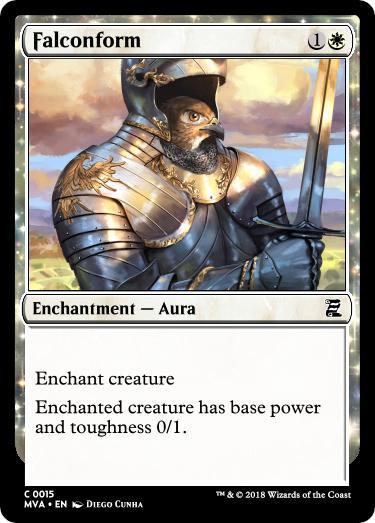 Falconform 1
Enchantment — Aura
Enchant creature
Enchanted creature has base power
and toughness 0/1.
C 0015
MVA • EN Diego Cunha
™ & © 2018 Wizards of the Coast